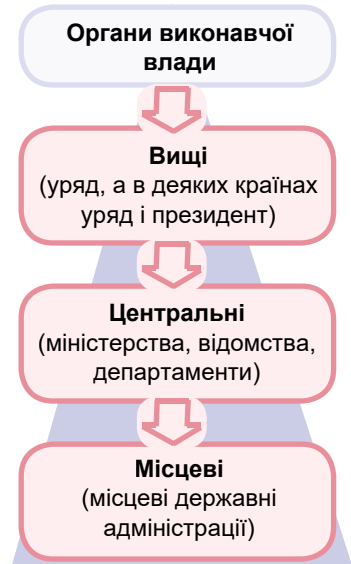 Органи виконавчої
влади
Вищі
(уряд, а в деяких країнах
уряд і президент)
Центральні
(міністерства, відомства,
департаменти)
Місцеві
(місцеві державні
адміністрації)